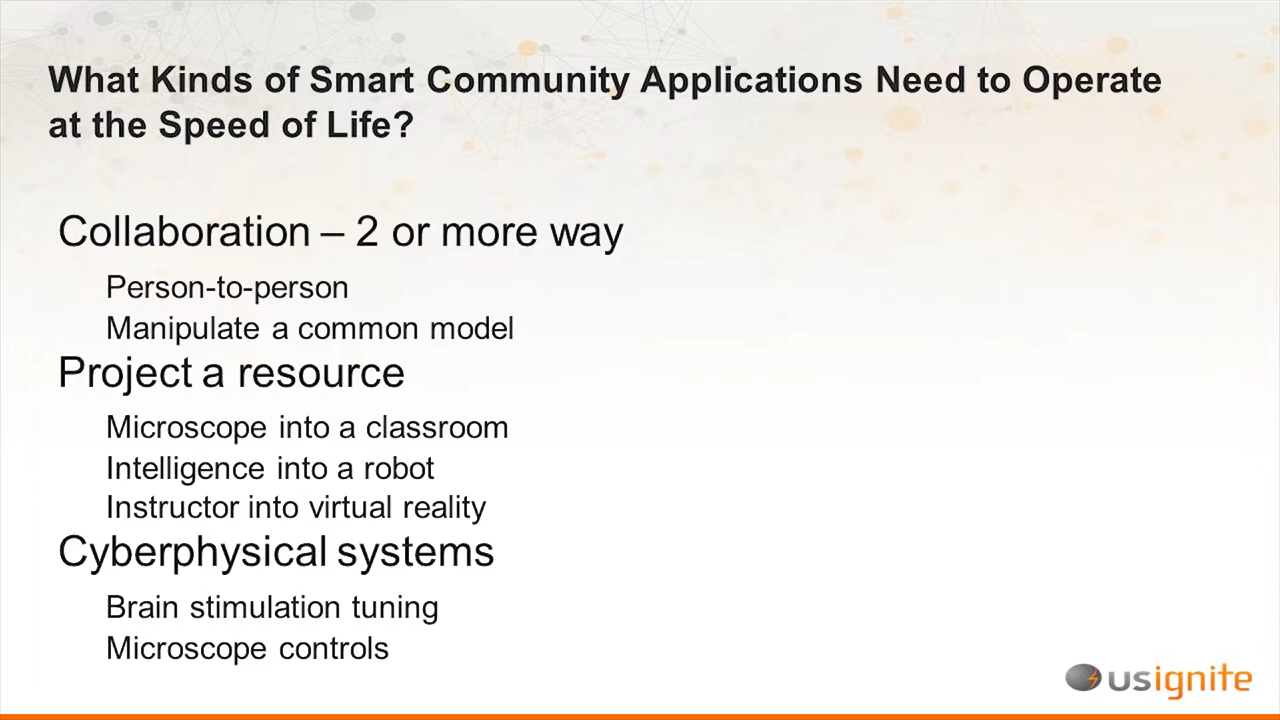 What Kinds of Smart Community Applications Need to Operate
at the Speed of Life?
Collaboration – 2 or more way
Person-to-person
Manipulate a common model
Project a resource
Microscope into a classroom
Intelligence into a robot
Instructor into virtual reality
Cyberphysical systems
Brain stimulation tuning
Microscope controls
usignite